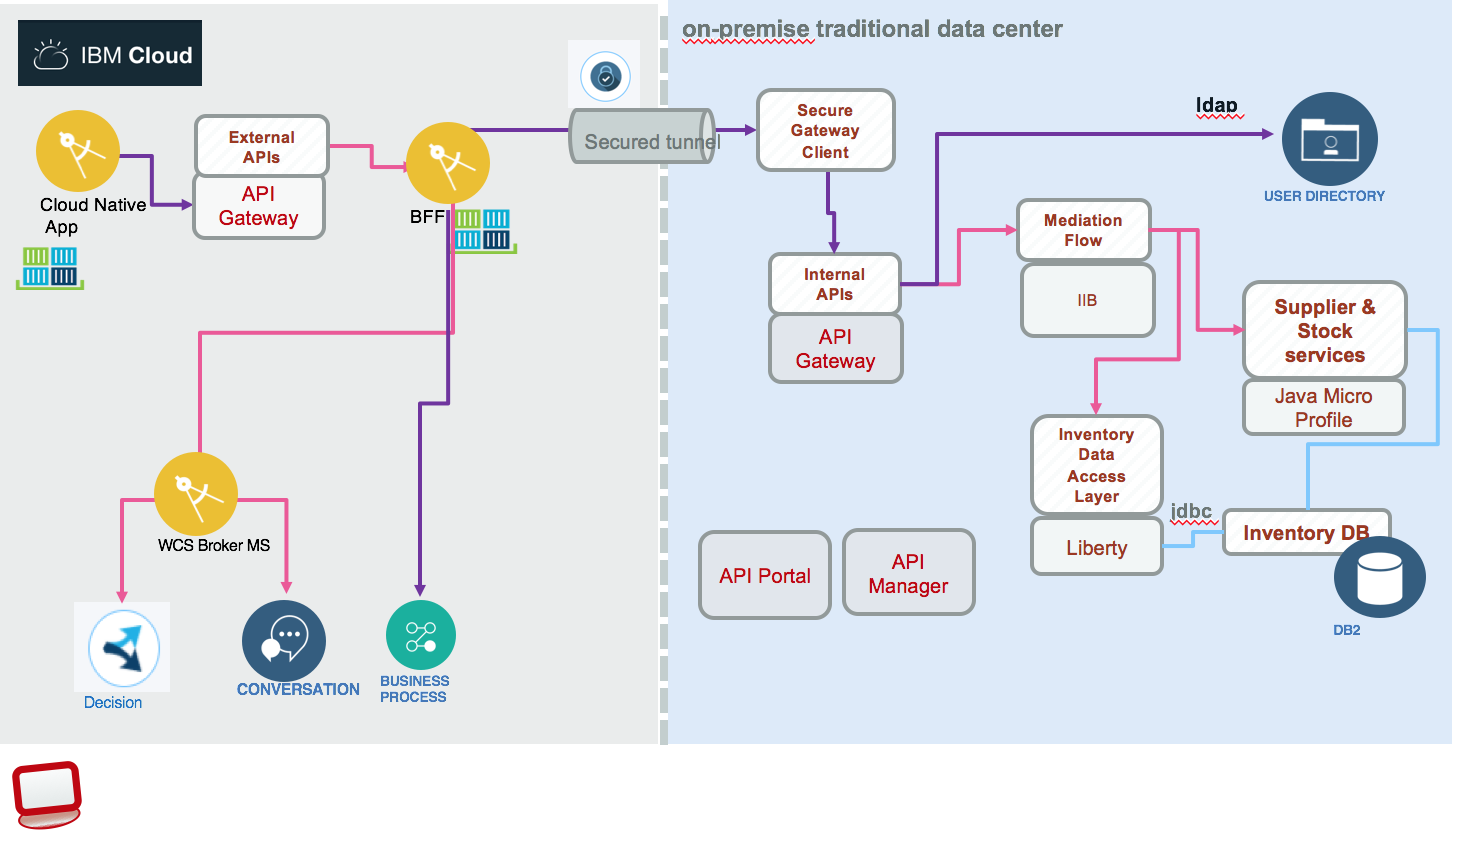 IBM Cloud
on-premise traditional data center
Cloud Native
App
External
APIs
API
Gateway
BFF
Secured tunnel
Secure
Gateway
Client
ldap
USER DIRECTORY
Internal
APIs
API
Gateway
Mediation
Flow
IIB
Supplier &
Stock
services
Java Micro
Profile
Inventory
Data
Access
Layer
Liberty
jdbc
Inventory DB
DB2
API Portal
API
Manager
WCS Broker MS
Decision
CONVERSATION
BUSINESS
PROCESS